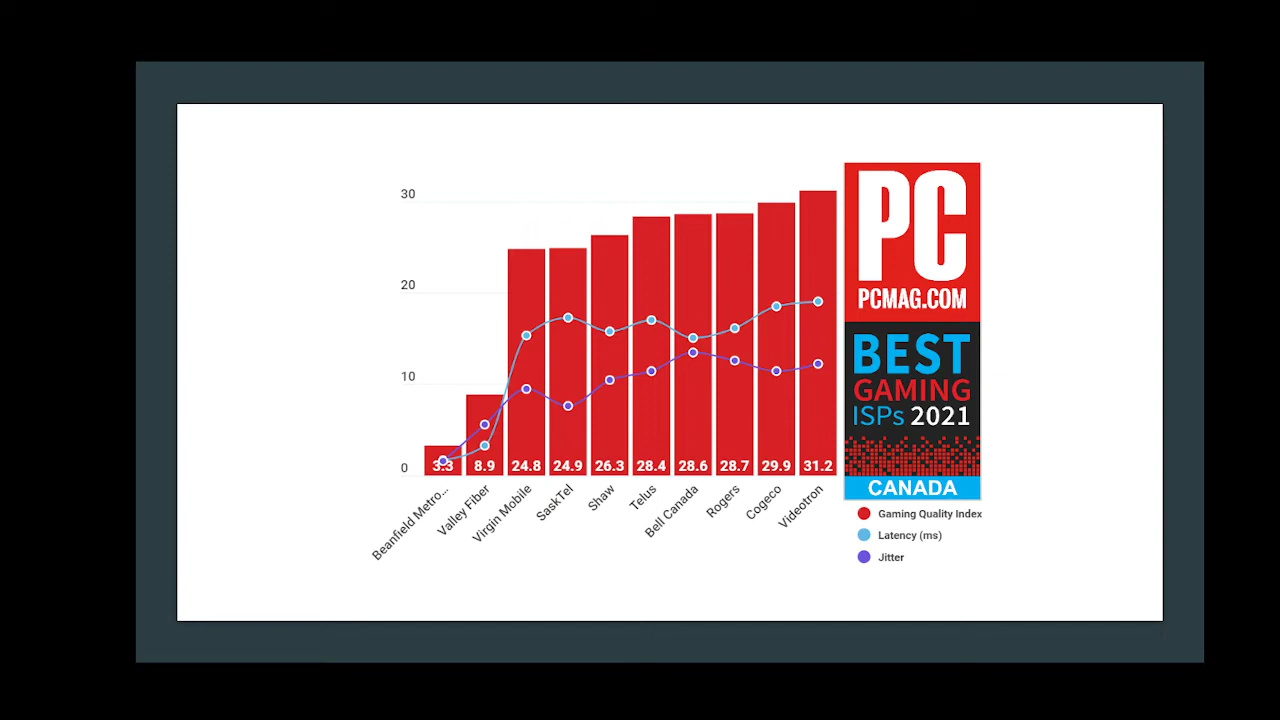 30
20
10
0
3.3 8.9 24.8 24.9 26.3 28.4 28.6 28.7 29.9 31.2
Beanfield Metro...
Valley Fiber
Virgin Mobile
SaskTel
Shaw
Telus
Bell Canada
Rogers
Cogeco
Videotron
PC
PCMAG.COM
BEST
GAMING
ISPs 2021
CANADA
Gaming Quality Index
Latency (ms)
Jitter